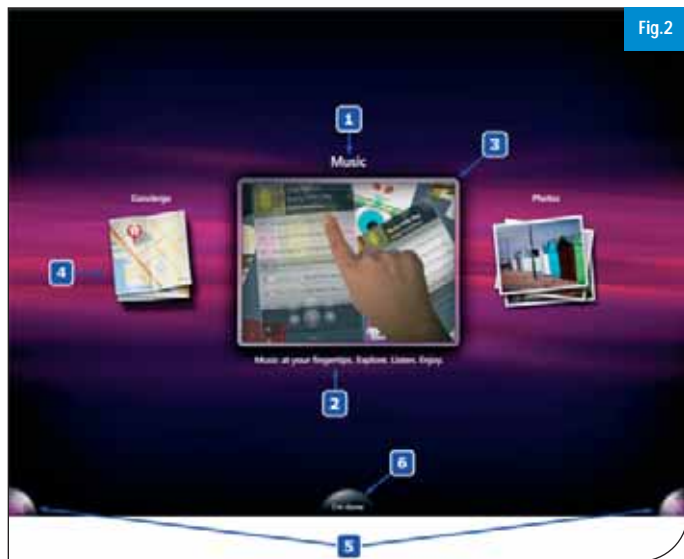 Fig.2
1
Music
3
Concierge
Photos
4
Music at your fingertips. Explore. Listen. Enjoy.
2
6
I'm done
5